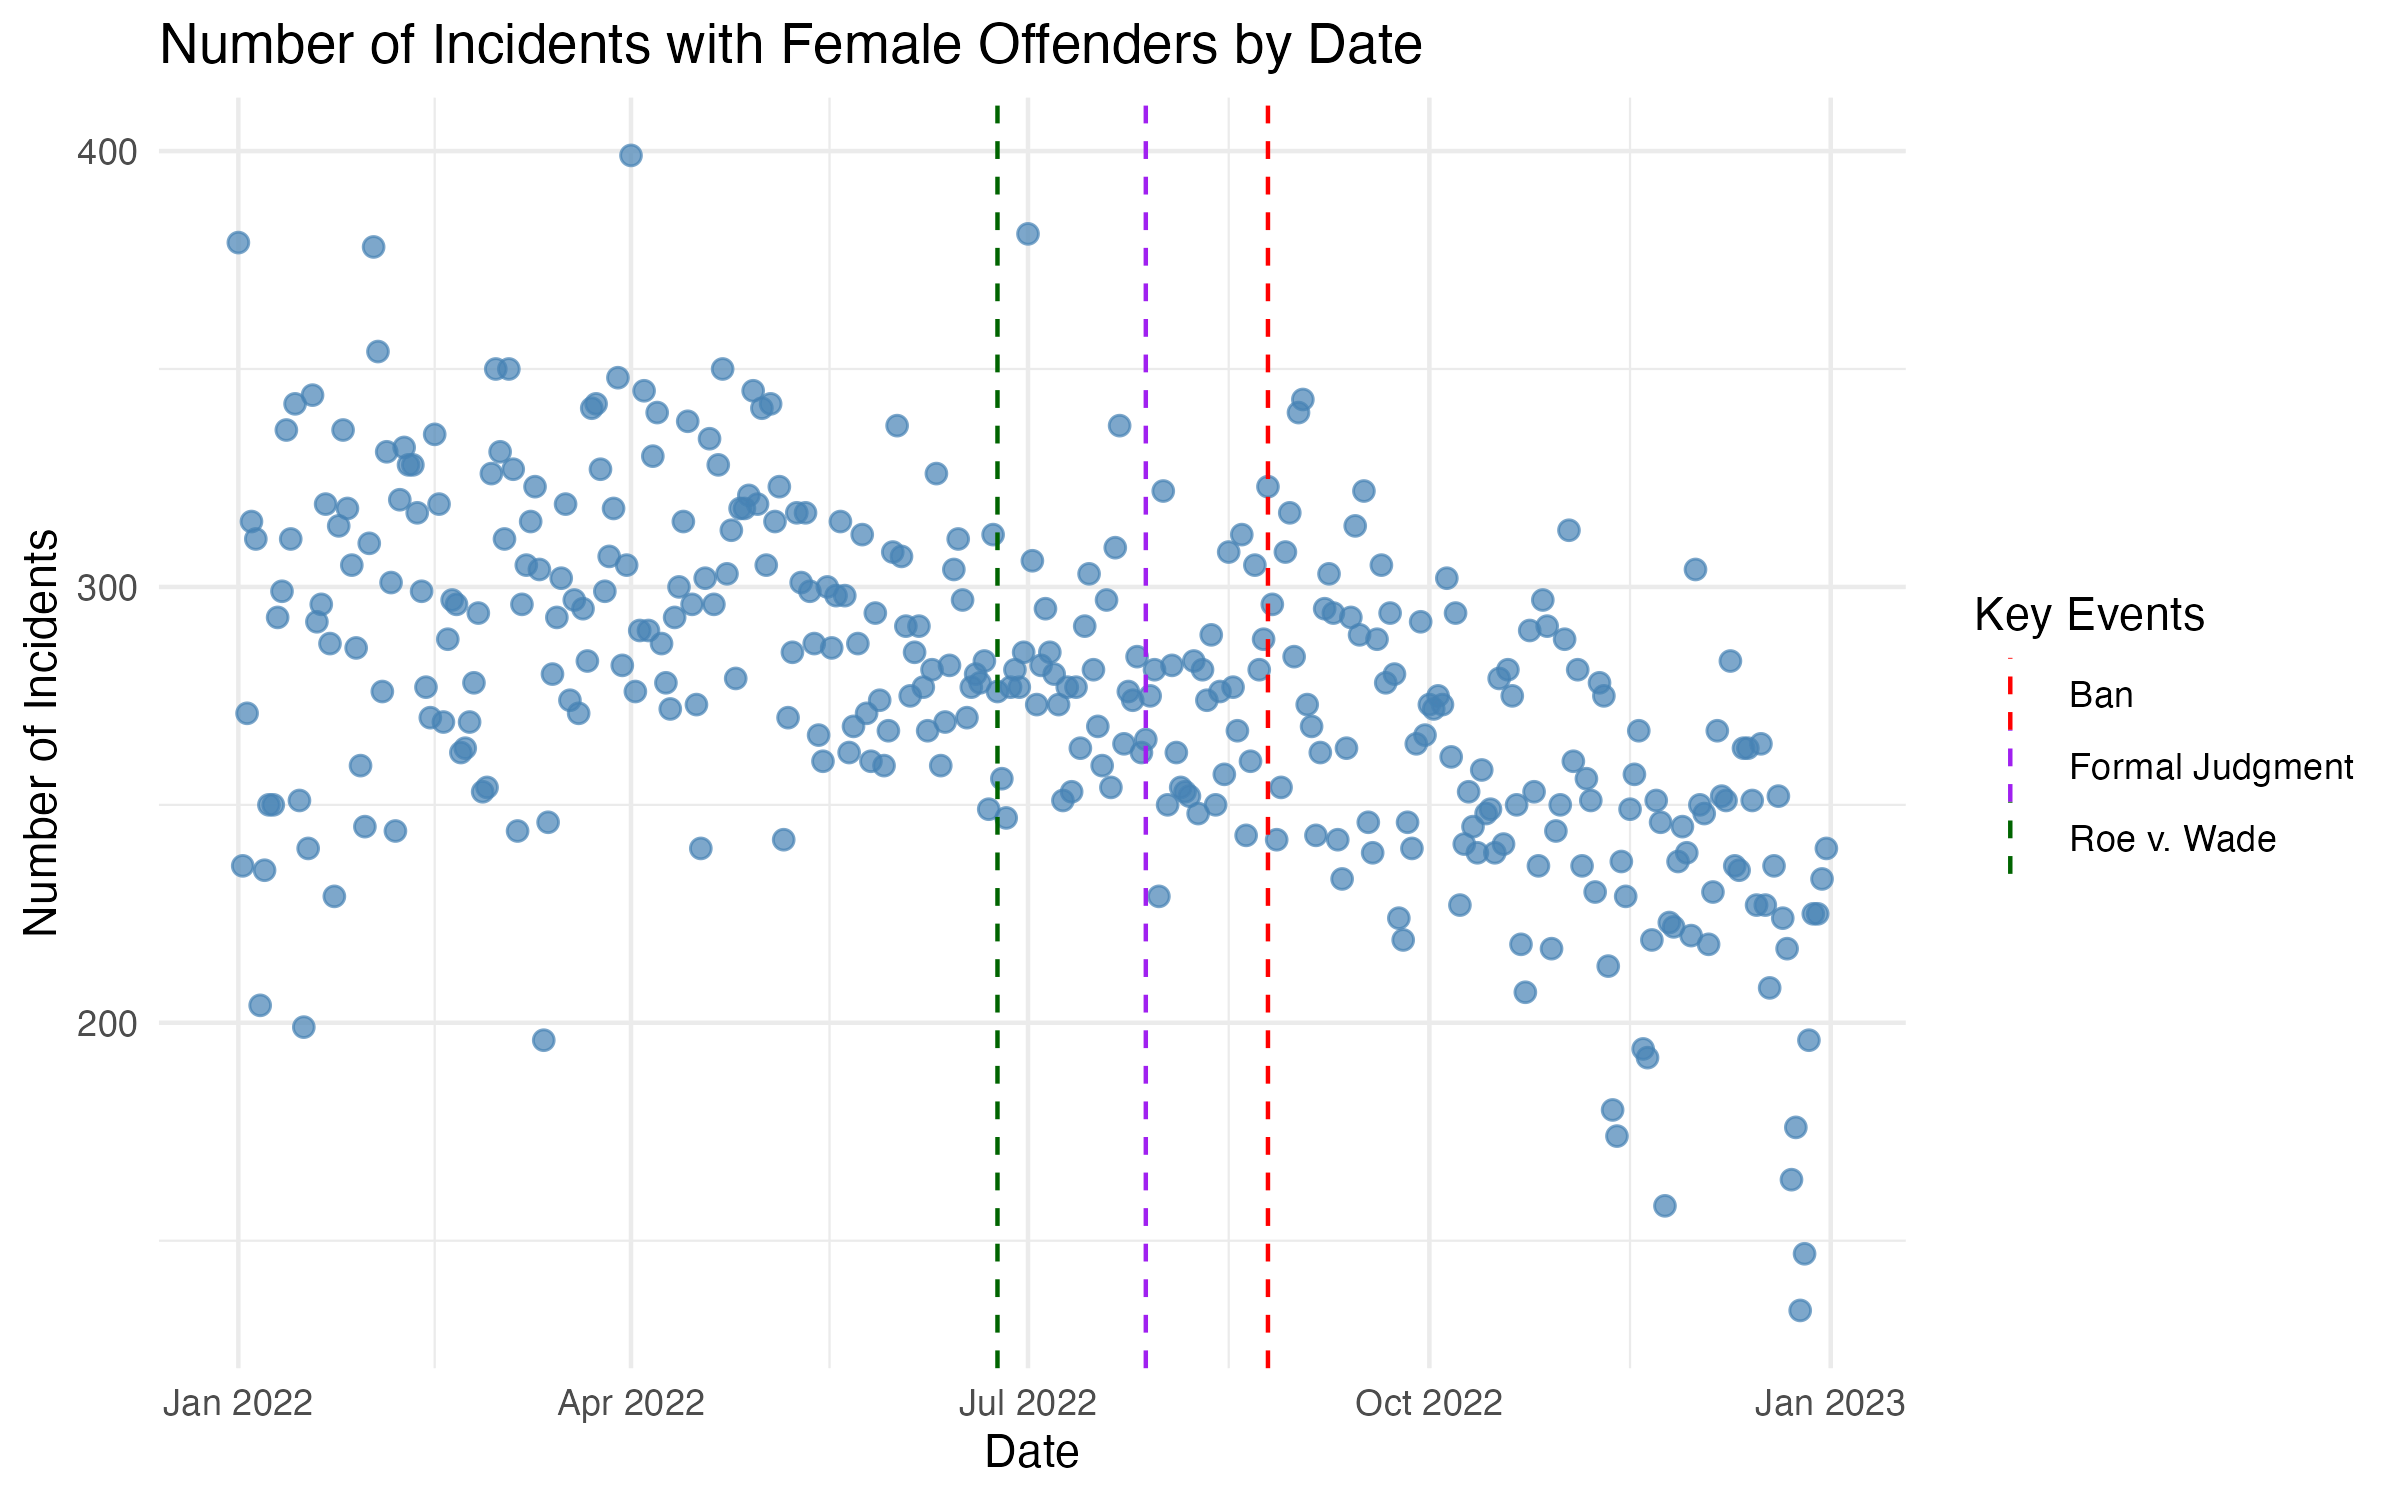 Number of Incidents with Female Offenders by Date
Number of Incidents
400
300
200
Jan 2022
Apr 2022
Jul 2022
Oct 2022
Jan 2023
Date
Key Events
Ban
Formal Judgment
Roe v. Wade